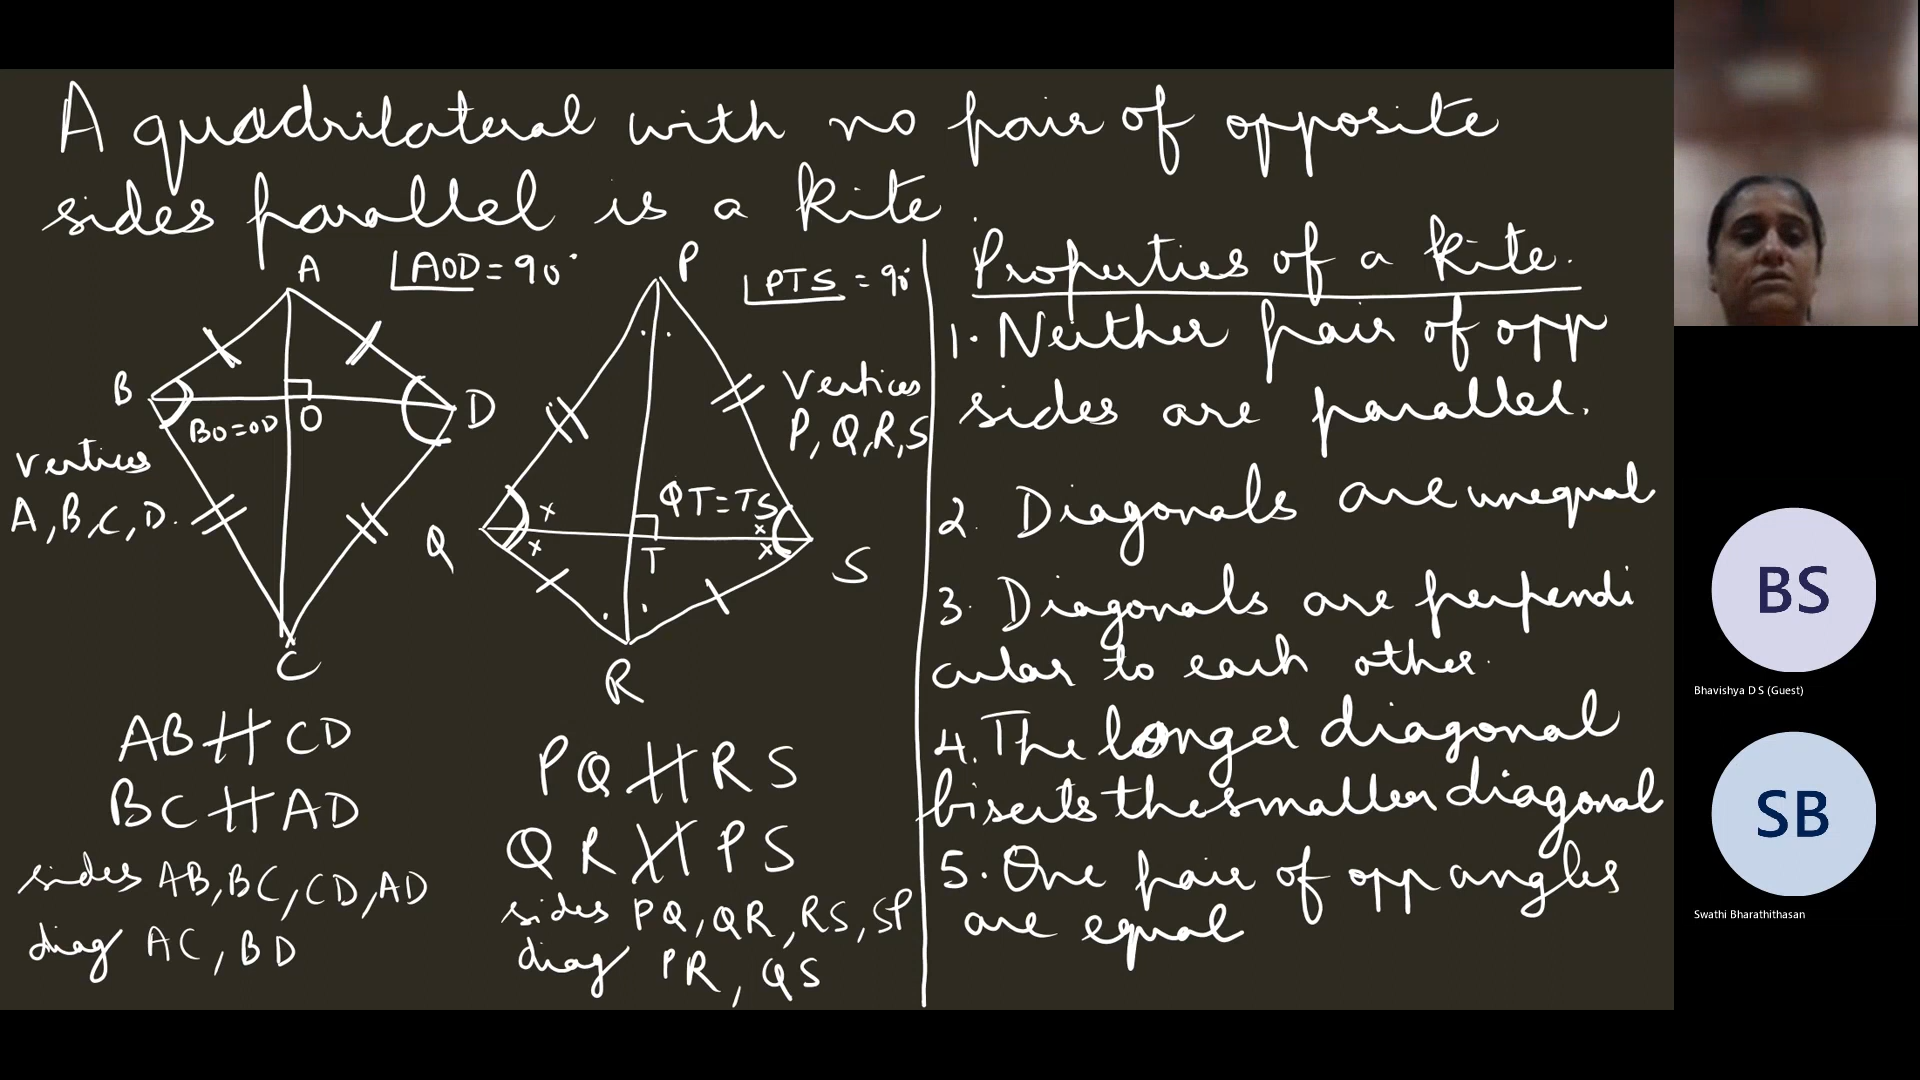 A quadrilateral with no pair of opposite
sides parallel is a kite
A
∠AOD = 90°
B
D
O
BO = OD
vertices
A, B, C, D.
C
AB ∦ CD
BC ∦ AD
sides AB, BC, CD, AD
diag AC, BD
P
∠PTS = 90°
vertices
P, Q, R, S
QT = TS
x
x
x
x
Q
T
S
R
PQ ∦ RS
QR ∦ PS
sides PQ, QR, RS, SP
diag PR, QS
Properties of a kite.
1. Neither pair of opp
sides are parallel.
2. Diagonals are unequal
3. Diagonals are perpendi
cular to each other.
4. The longer diagonal
bisects the smaller diagonal
5. One pair of opp angles
are equal
BS
Bhavishya D S (Guest)
SB
Swathi Bharathithasan